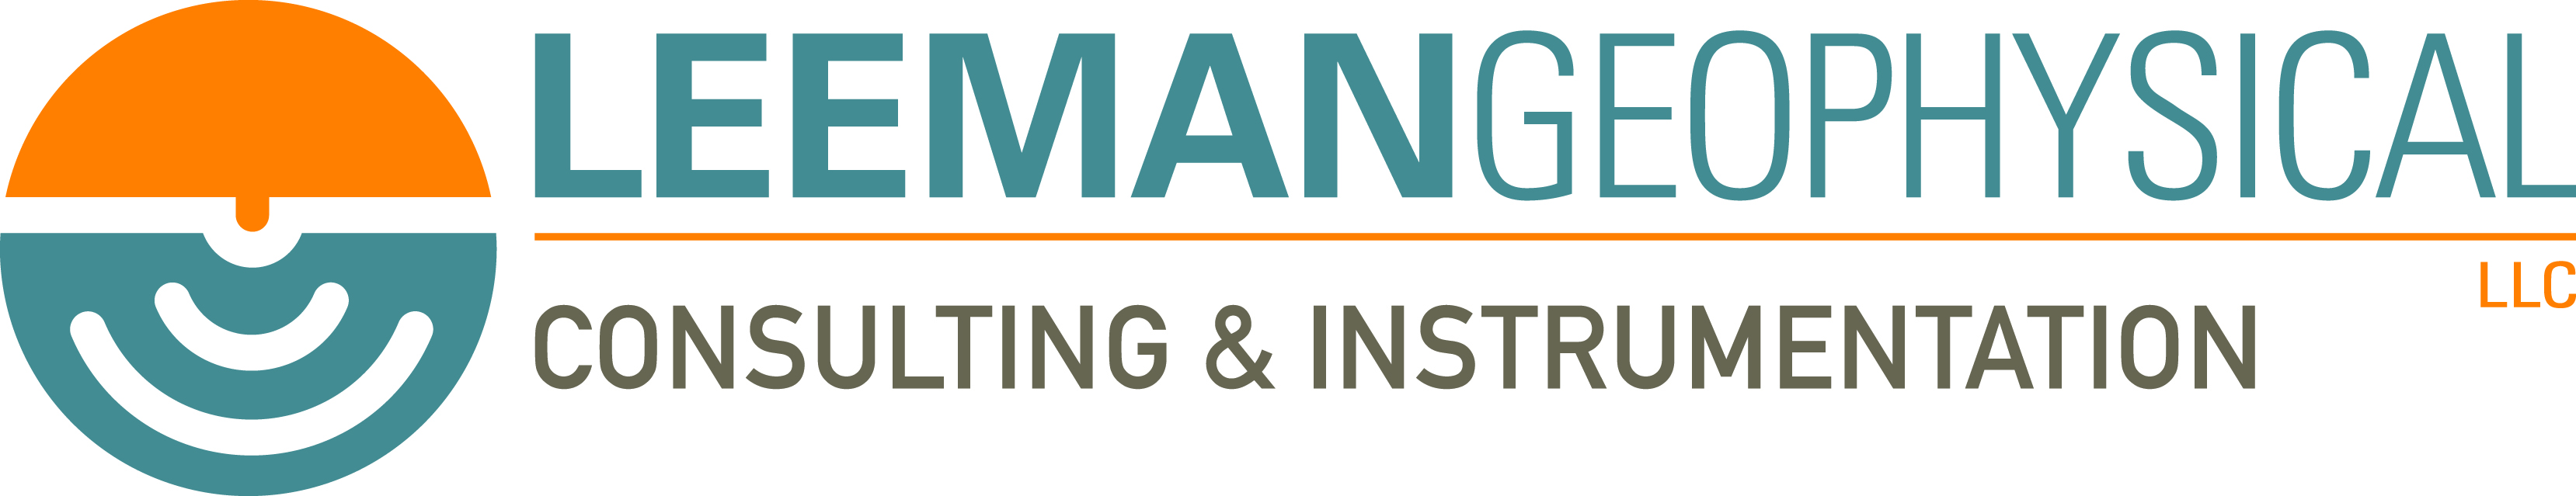 LEEMANGEOPHYSICAL
LLC
CONSULTING & INSTRUMENTATION